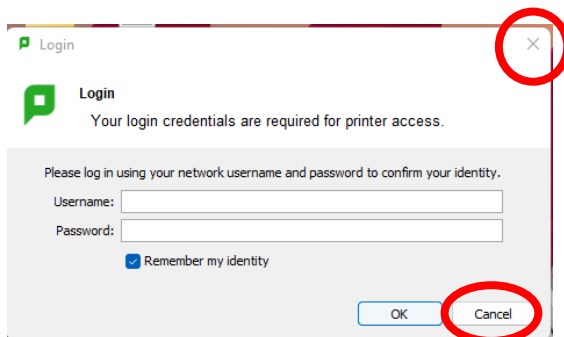 Login
Login
Your login credentials are required for printer access.
Please log in using your network username and password to confirm your identity.
Username:
Password:
Remember my identity
OK Cancel